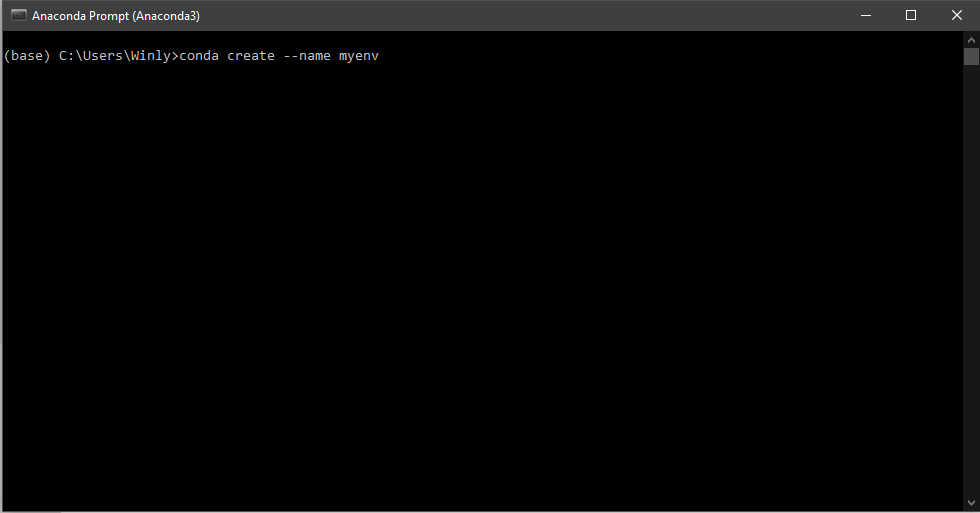 Anaconda Prompt (Anaconda3)
(base) C:\Users\Winly>conda create --name myenv